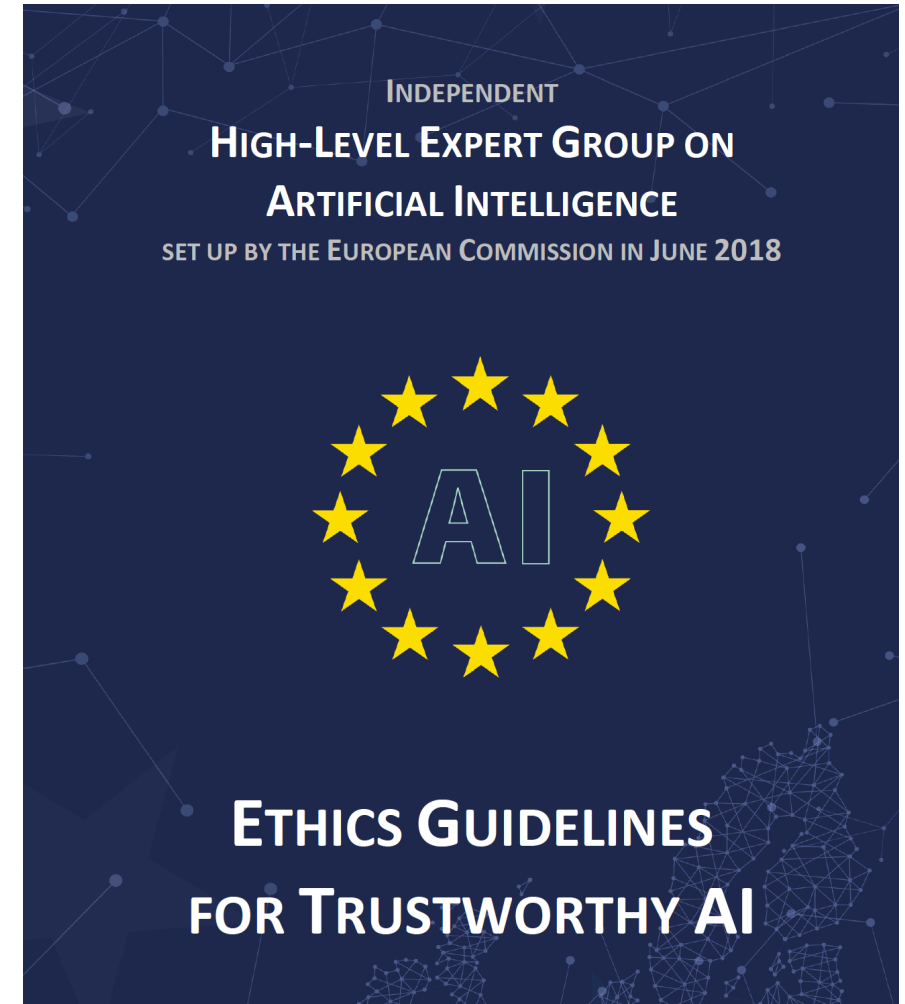 INDEPENDENT
HIGH-LEVEL EXPERT GROUP ON
ARTIFICIAL INTELLIGENCE
SET UP BY THE EUROPEAN COMMISSION IN JUNE 2018
AI
ETHICS GUIDELINES
FOR TRUSTWORTHY AI